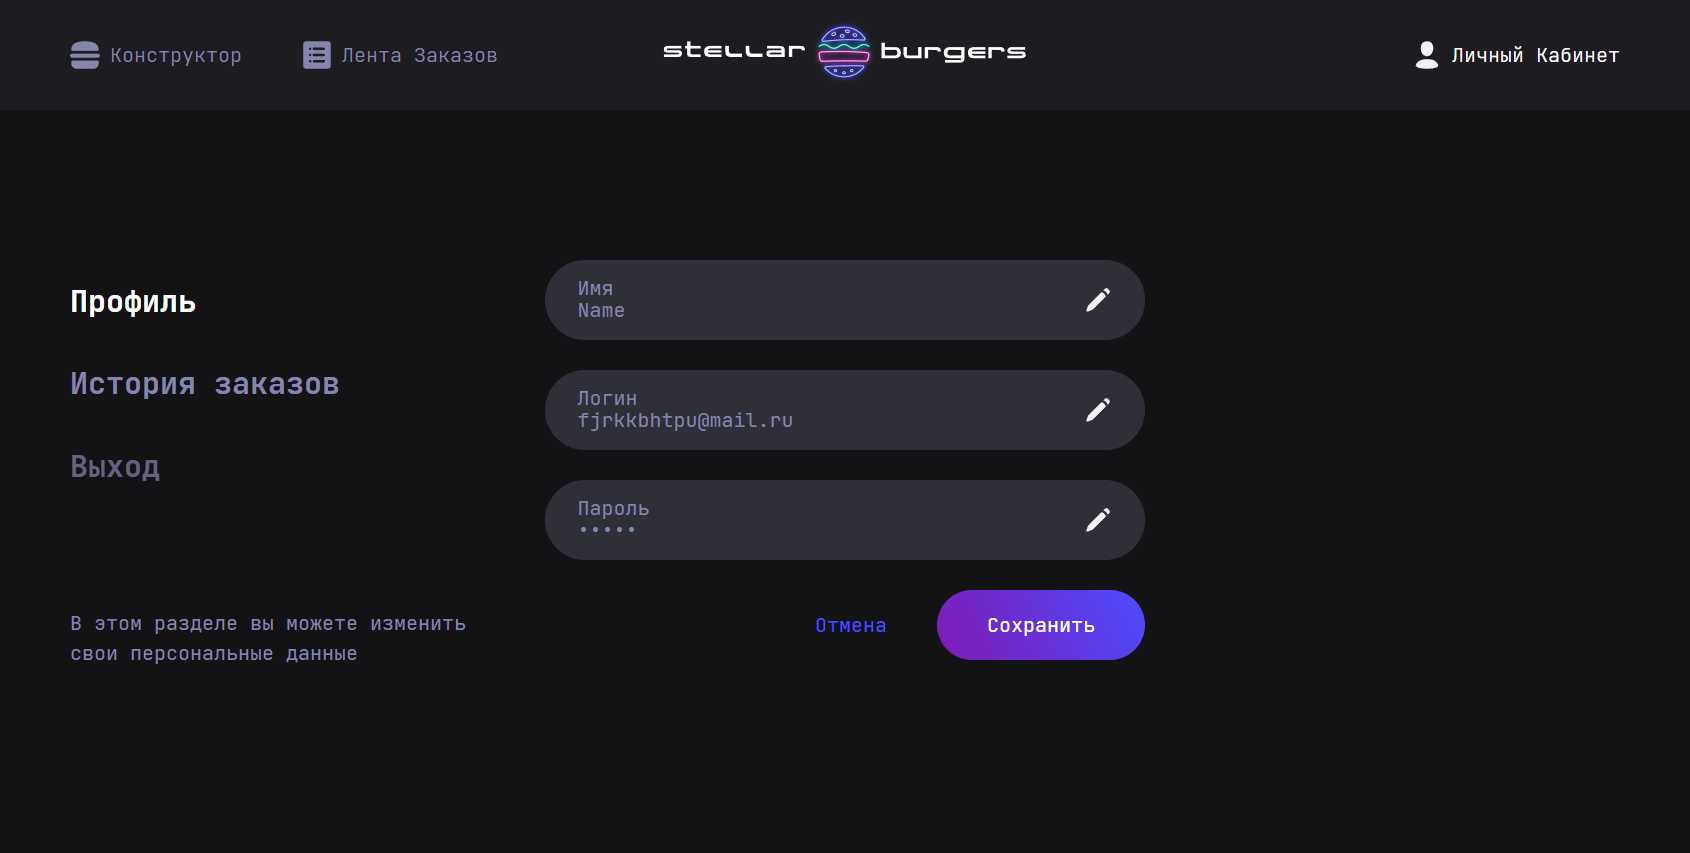 Конструктор
Лента Заказов
stellar burgers
Личный Кабинет
Профиль
История заказов
Выход
В этом разделе вы можете изменить
свои персональные данные
Имя
Name
Логин
fjrkkbhtpu@mail.ru
Пароль
•••••
Отмена
Сохранить